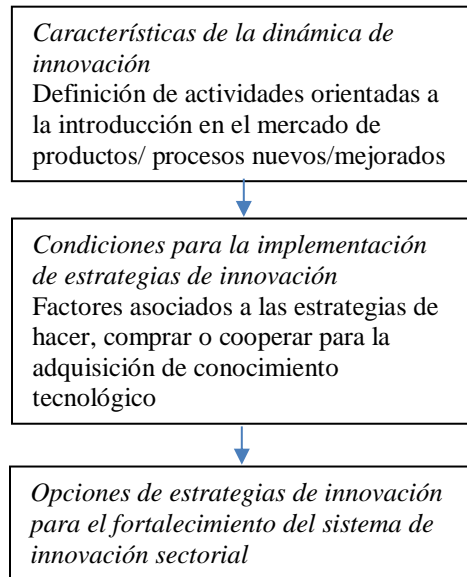 Características de la dinámica de
innovación
Definición de actividades orientadas a
la introducción en el mercado de
productos/ procesos nuevos/mejorados
Condiciones para la implementación
de estrategias de innovación
Factores asociados a las estrategias de
hacer, comprar o cooperar para la
adquisición de conocimiento
tecnológico
Opciones de estrategias de innovación
para el fortalecimiento del sistema de
innovación sectorial